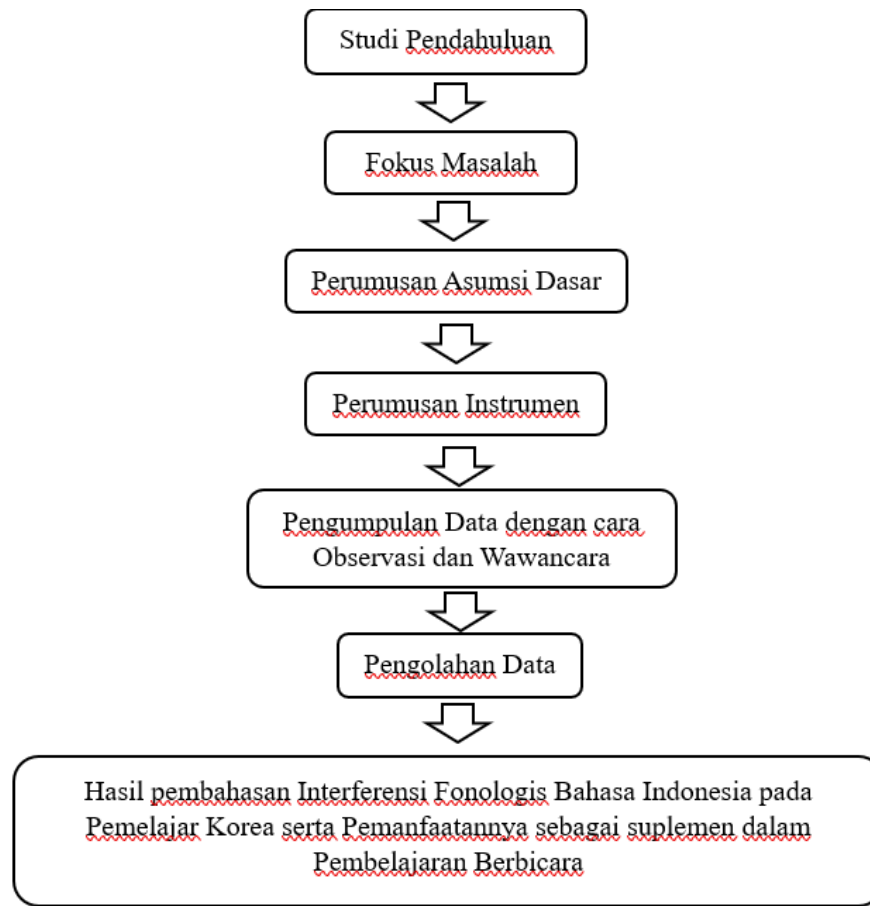 Studi Pendahuluan
Fokus Masalah
Perumusan Asumsi Dasar
Perumusan Instrumen
Pengumpulan Data dengan cara
Observasi dan Wawancara
Pengolahan Data
Hasil pembahasan Interferensi Fonologis Bahasa Indonesia pada
Pemelajar Korea serta Pemanfaatannya sebagai suplemen dalam
Pembelajaran Berbicara